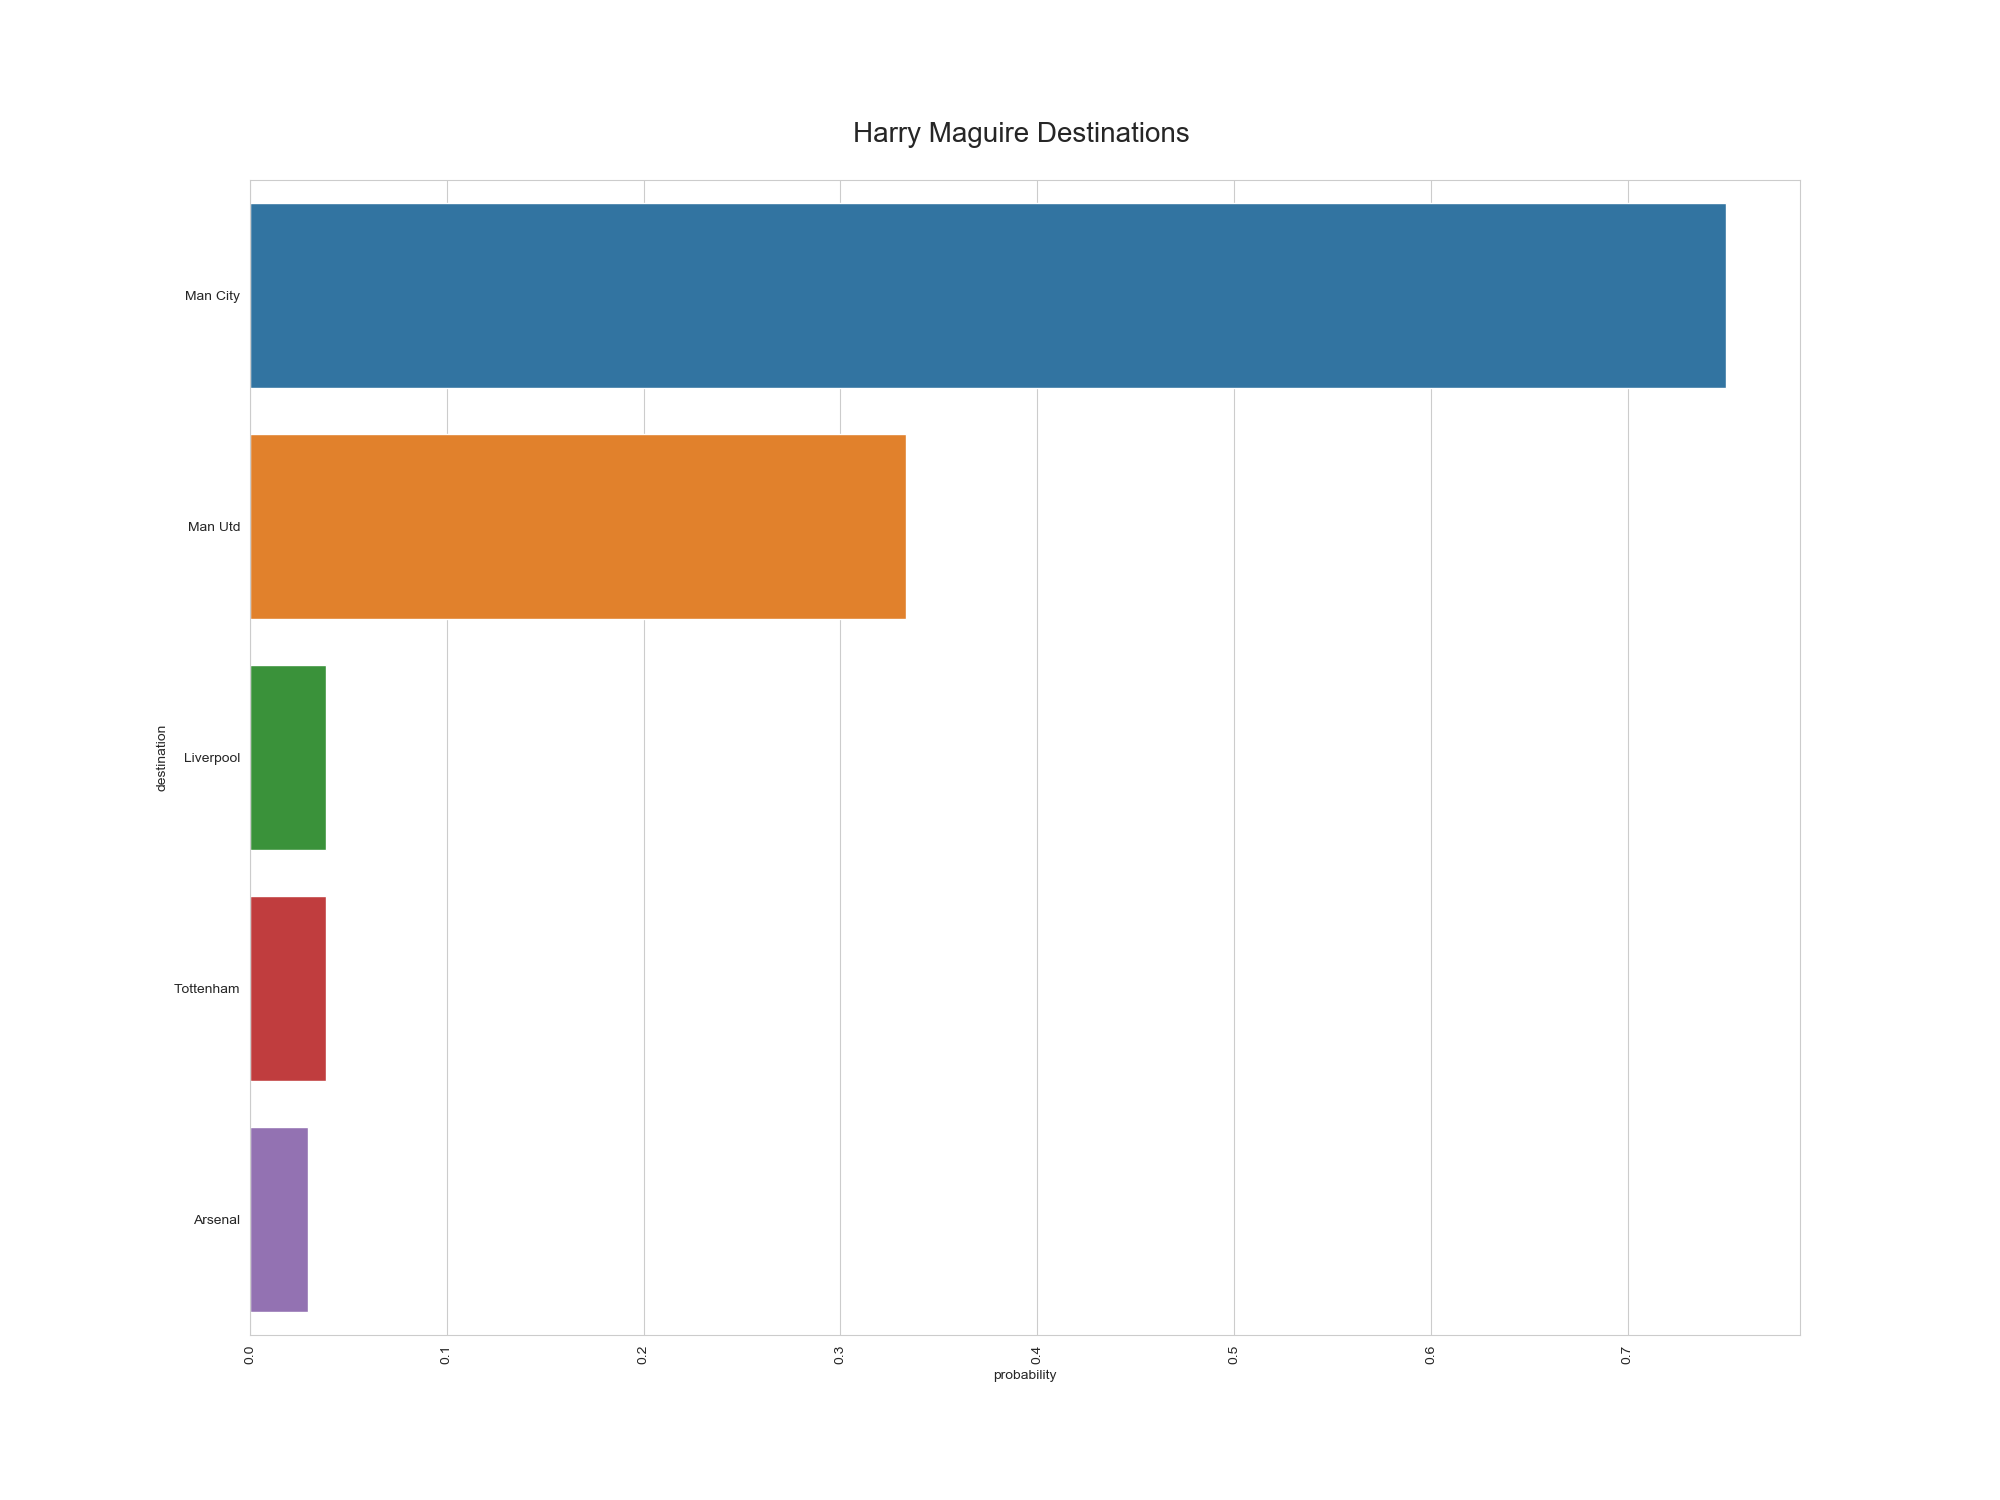 Harry Maguire Destinations
destination
Man City
Man Utd
Liverpool
Tottenham
Arsenal
0.0
0.1
0.2
0.3
0.4
0.5
0.6
0.7
probability